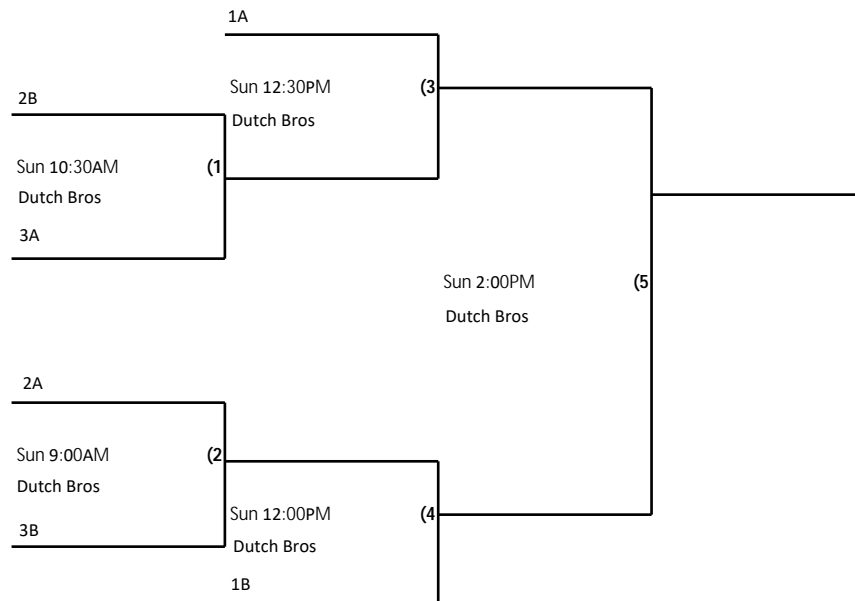 1A
Sun 12:30PM
(3
Dutch Bros
2B
Sun 10:30AM
(1
Dutch Bros
3A
Sun 2:00PM
(5
Dutch Bros
2A
Sun 9:00AM
(2
Dutch Bros
3B
Sun 12:00PM
(4
Dutch Bros
1B